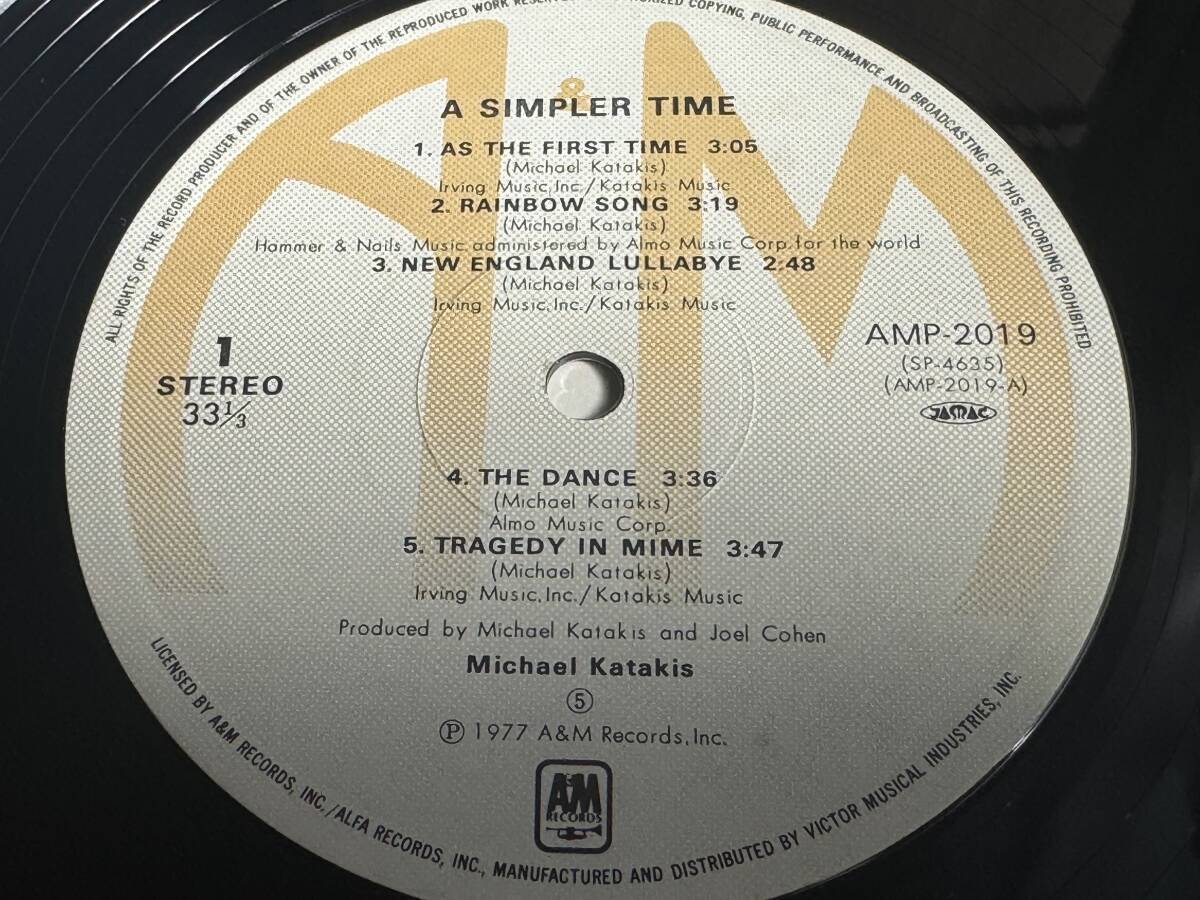 ALL RIGHTS OF THE RECORD PRODUCER AND OF THE OWNER OF THE REPRODUCED WORK COPYING, PUBLIC PERFORMANCE AND BROADCASTING OF THIS RECORDING PROHIBITED
&
A SIMPLER TIME
1. AS THE FIRST TIME 3:05
(Michael Katakis)
Irving Music,Inc./Katakis Music
2. RAINBOW SONG 3:19
(Michael Katakis)
Hammer & Nails Music administered by Almo Music Corp.for the world
3. NEW ENGLAND LULLABYE 2:48
(Michael Katakis)
Irving Music,Inc./Katakis Music
1
STEREO
33 1/3
AMP-2019
(SP-4635)
(AMP-2019-A)
JASRAC
4. THE DANCE 3:36
(Michael Katakis)
Almo Music Corp.
5. TRAGEDY IN MIME 3:47
(Michael Katakis)
Irving Music,Inc./Katakis Music
Produced by Michael Katakis and Joel Cohen
Michael Katakis
⑤
Ⓟ 1977 A&M Records,Inc.
A&M
RECORDS
LICENSED BY A&M RECORDS, INC./ALFA RECORDS, INC., MANUFACTURED AND DISTRIBUTED BY VICTOR MUSICAL INDUSTRIES, INC.